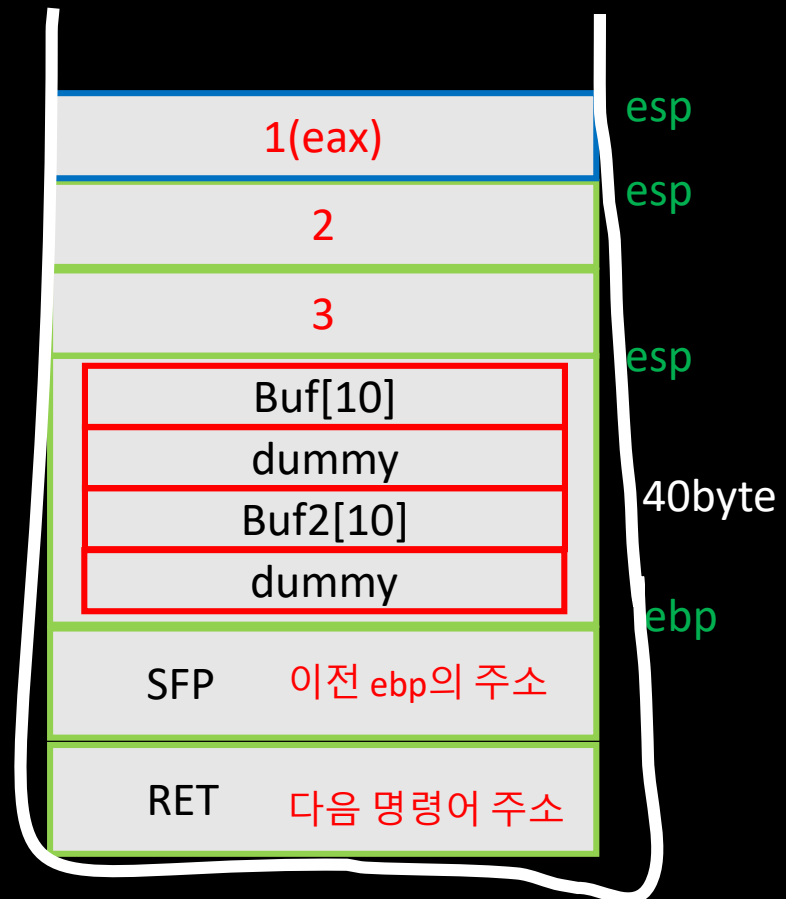 1(eax)
esp
esp
2
3
esp
Buf[10]
dummy
Buf2[10]
40byte
dummy
ebp
SFP 이전 ebp의 주소
RET 다음 명령어 주소